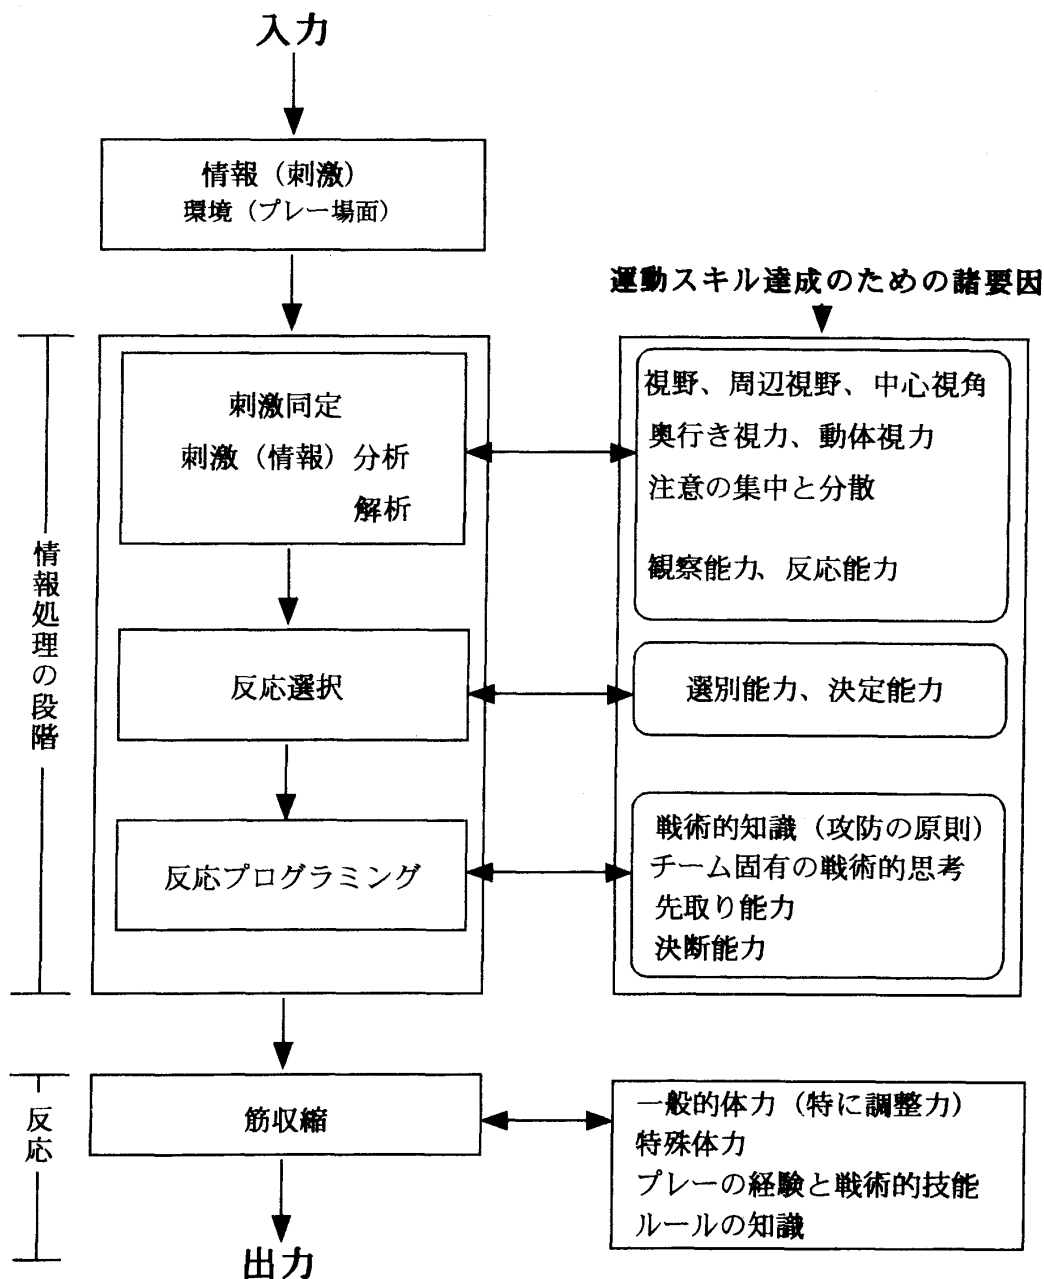 入力
情報（刺激）
環境（プレー場面）
運動スキル達成のための諸要因
情報処理の段階
刺激同定
刺激（情報）分析
解析
視野、周辺視野、中心視角
奥行き視力、動体視力
注意の集中と分散
観察能力、反応能力
反応選択
選別能力、決定能力
反応プログラミング
戦術的知識（攻防の原則）
チーム固有の戦術的思考
先取り能力
決断能力
反応
筋収縮
一般的体力（特に調整力）
特殊体力
プレーの経験と戦術的技能
ルールの知識
出力